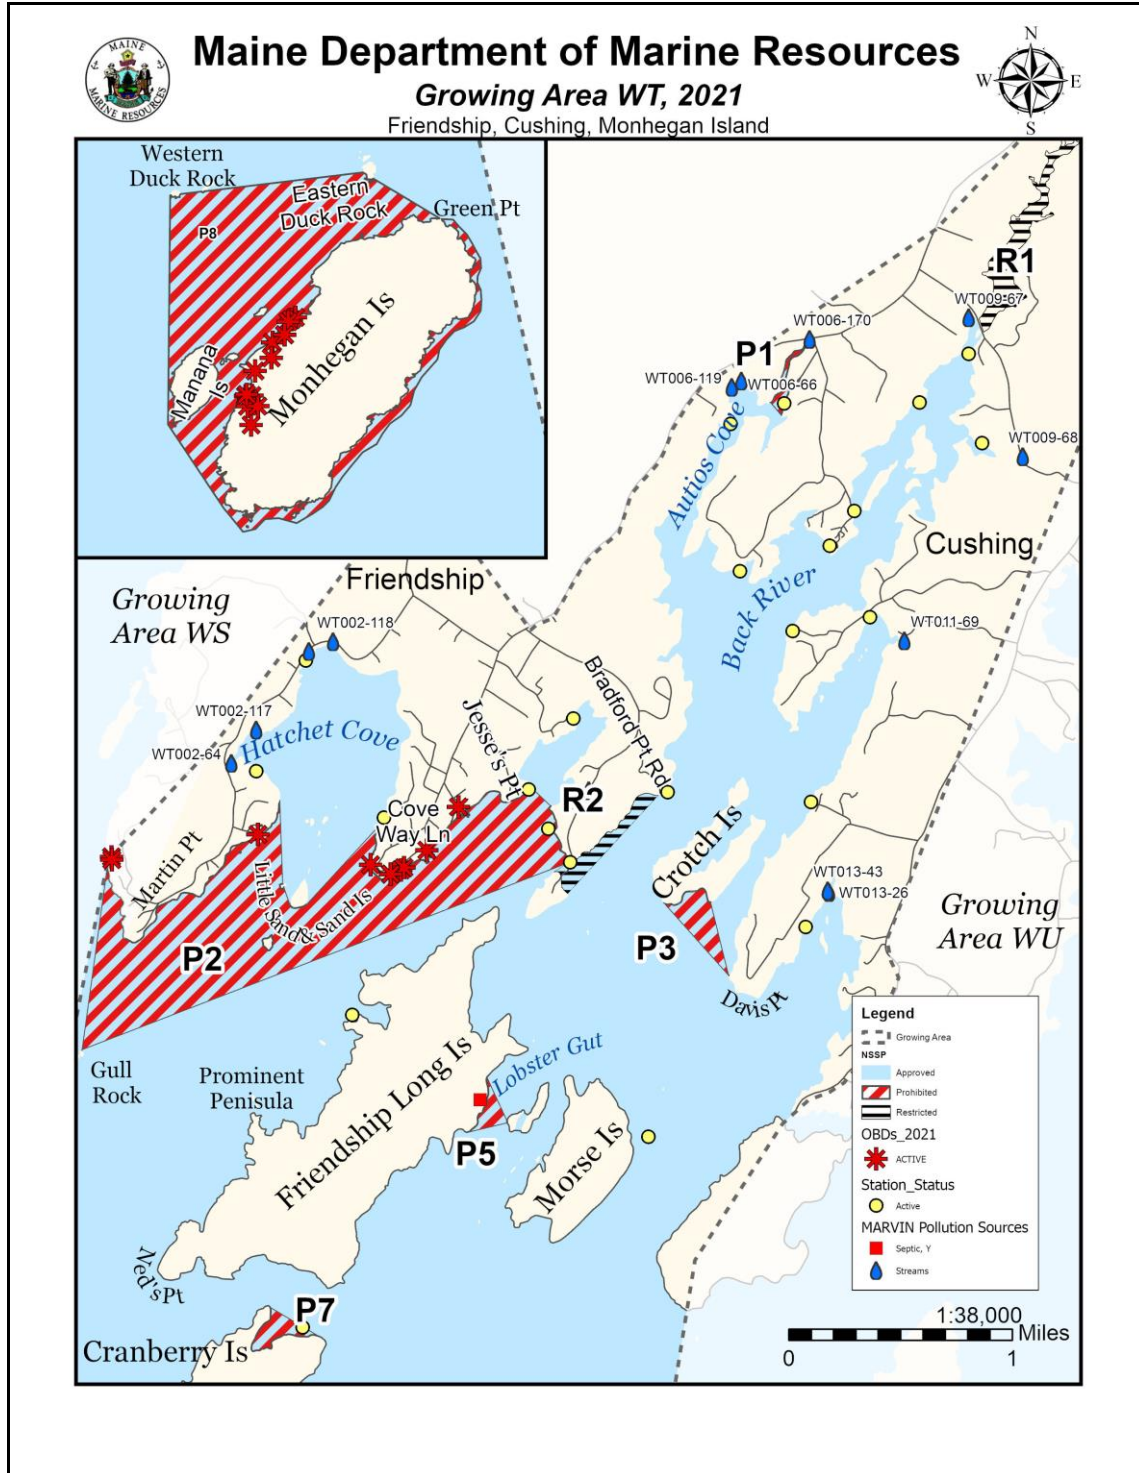 Maine Department of Marine Resources
Growing Area WT, 2021
Friendship, Cushing, Monhegan Island
MAINE
MARINE RESOURCES
N
W
E
S
Western
Duck Rock
Eastern
Duck Rock
Green Pt
P8
Monhegan Is
Manana
Is
R1
WT009-67
WT006-170
P1
WT006-119
WT006-66
WT009-68
Autios Cove
Cushing
Friendship
Growing
Area WS
Back River
WT011-69
WT002-118
Bradford Pt Rd
WT002-117
Hatchet Cove
WT002-64
Jesse's Pt
R2
Cove
Way Ln
Crotch Is
Martin Pt
Little Sand & Sand Is
WT013-43
WT013-26
Growing
Area WU
P2
P3
Davis Pt
Gull
Rock
Prominent
Penisula
Lobster Gut
Friendship Long Is
P5
Morse Is
Ned's Pt
P7
Cranberry Is
Legend
Growing Area
NSSP
Approved
Prohibited
Restricted
OBDs_2021
ACTIVE
Station_Status
Active
MARVIN Pollution Sources
Septic, Y
Streams
1:38,000
Miles
0 1